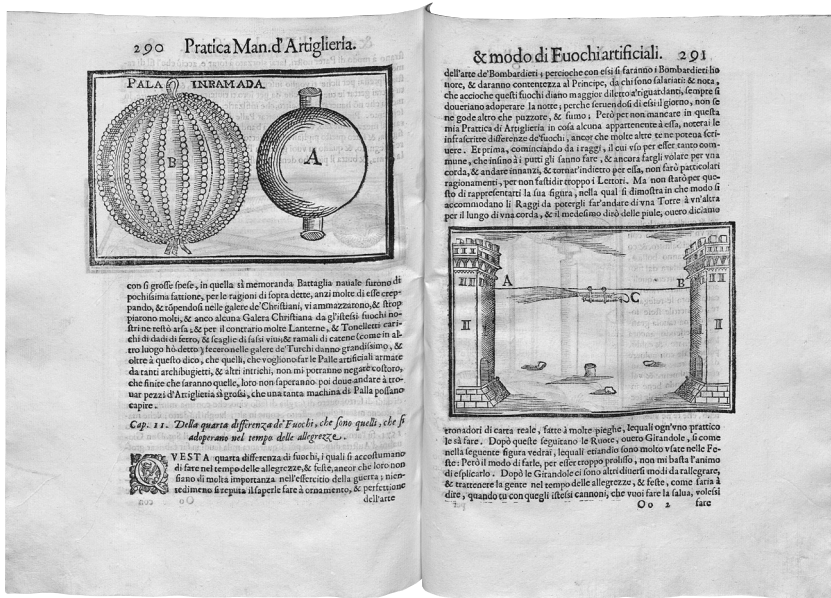 290 Pratica Man. d'Artiglieria.
PALA INRAMADA
B
A
con sì grosse spese, in quella sì memoranda Battaglia nauale furono di
pochissima fattione, per le ragioni di sopra dette, anzi molte di esse crep-
pando, & rōpendosi nelle galere de' Christiani, vi ammazzarono, & strop
piarono molti, & anco alcuna Galera Christiana da gl'istessi fuochi no-
stri ne restò arsa; & per il contrario molte Lanterne, & Tonelletti cari-
chi di dadi di ferro, & scaglie di sassi viui, & ramali di catene (come in al-
tro luogo hò detto) feceron nelle galere de' Turchi danno grandissimo, &
oltre à questo dico, che quelli, che vogliono far le Palle artificiali armate
da tanti archibugietti, & altri intrichi, non mi potranno negare costoro,
che finite che saranno quelle, loro non saperanno poi doue andare à tro-
uar pezzi d'Artiglieria sì grossi, che una tanta machina di Palla possano
capire.
Cap. 11. Della quarta differenza de' Fuochi, che sono quelli, che si
adoperano nel tempo delle allegrezze.
QVESTA quarta differenza di fuochi, i quali si accostumano
di fare nel tempo delle allegrezze, & feste, ancor che loro non
siano di molta importanza nell'essercitio della guerra; nien-
tedimeno si reputa il saperle fare à ornamento, & perfettione
dell'arte
& modo di Fuochi artificiali. 291
dell'arte de' Bombardieri; percioche con essi si faranno i Bombardieri ho
nore, & daranno contentezza al Principe, da chi sono salariati: & nota,
che accioche questi fuochi diano maggior diletto a' riguardanti, sempre si
doueriano adoperare la notte; perche seruendosi di essi il giorno, non se
ne gode altro che puzzore, & fumo; Però per non mancare in questa
mia Prattica di Artiglieria in cosa alcuna appartenente à essa, noterai le
infrascritte differenze de' fuochi, ancor che molte altre te ne potena scri-
uere. Et prima, cominciando da i raggi, il cui vso per esser tanto com-
mune, che insino à i putti gli sanno fare, & ancora fargli volare per vna
corda, & andare innanzi, & tornar'indietro per essa, non farò particolari
ragionamenti, per non fastidir troppo i Lettori. Ma non starò per que-
sto di rappresentarti la sua figura, nella qual si dimostra in che modo si
accommodano li Raggi da potergli far'andare di vna Torre à vn'altra
per il lungo di vna corda, & il medesimo dirò delle piule, ouero diciamo
A
B
C
tronadori di carta reale, fatte à molte pieghe, lequali ogn'vno prattico
le sà fare. Dopò queste seguitano le Ruote, ouero Girandole, sì come
nella seguente figura vedrai, lequali etiandio sono molto vsate nelle Fe-
ste: Però il modo di farle, per esser troppo prolisso, non mi basta l'animo
di esplicarlo. Dopò le Girandole ci sono altri diuersi modi da rallegrare,
& trattenere la gente nel tempo delle allegrezze, & feste, come saria à
dire, quando tu con quegli istessi cannoni, che vuoi fare la salua, volessi
Oo 2 fare